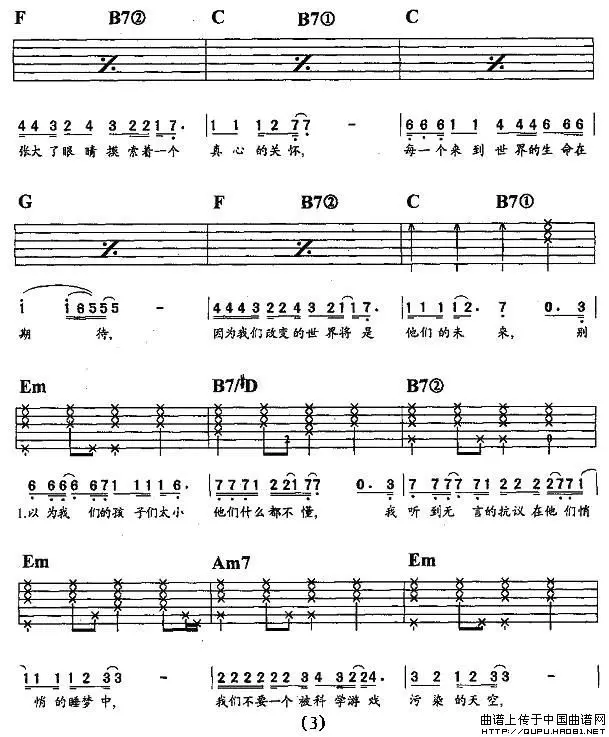 F B7② C B7① C
4 4 3 2 4 3 2 2 1 7. 1 1 1 2 7 7 - 6 6 6 1 1 4 4 4 6 6 6
张大了眼睛摸索着一个 真心的关怀, 每一个来到世界的生命在
G F B7② C B7①
i i 6 5 5 5 - 4 4 4 3 2 2 4 3 2 1 1 7. 1 1 1 1 1 2. 7 0. 3
期 待, 因为我们改变的世界将是 他们的未来, 别
Em B7/#D B7②
2 0
6 6 6 6 6 7 1 1 1 1 6. 7 7 7 1 2 2 1 7 7 0. 3 7 7 7 7 7 1 2 2 2 2 7 7 1
1.以为我们的孩子们太小 他们什么都不懂, 我 听到无言的抗议在他们悄
Em Am7 Em
1 1 1 1 2 3 3 - 2 2 2 2 2 3 4 3 2 2 4. 3 2 1 2 3 3 -
悄的睡梦中, 我们不要一个被科学游戏 污染的天空,
(3)
曲谱上传于中国曲谱网
HTTP://QUPU.HAO81.NET